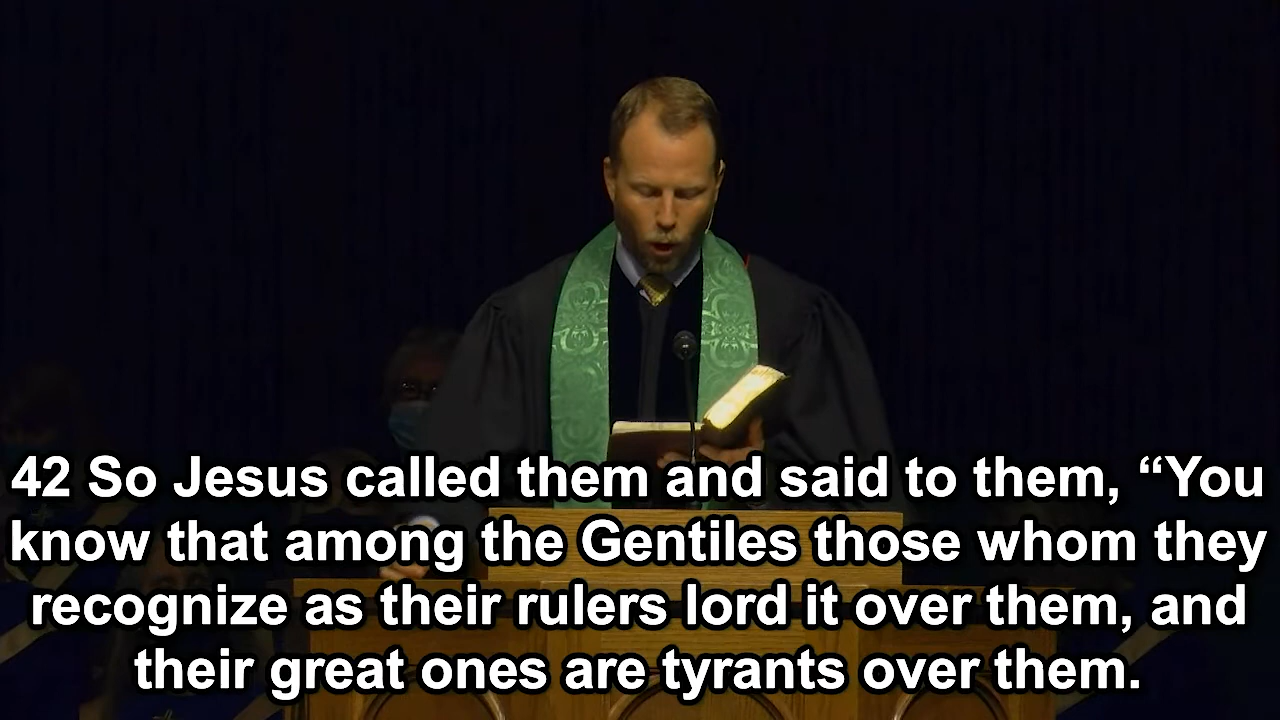 42 So Jesus called them and said to them, “You
know that among the Gentiles those whom they
recognize as their rulers lord it over them, and
their great ones are tyrants over them.